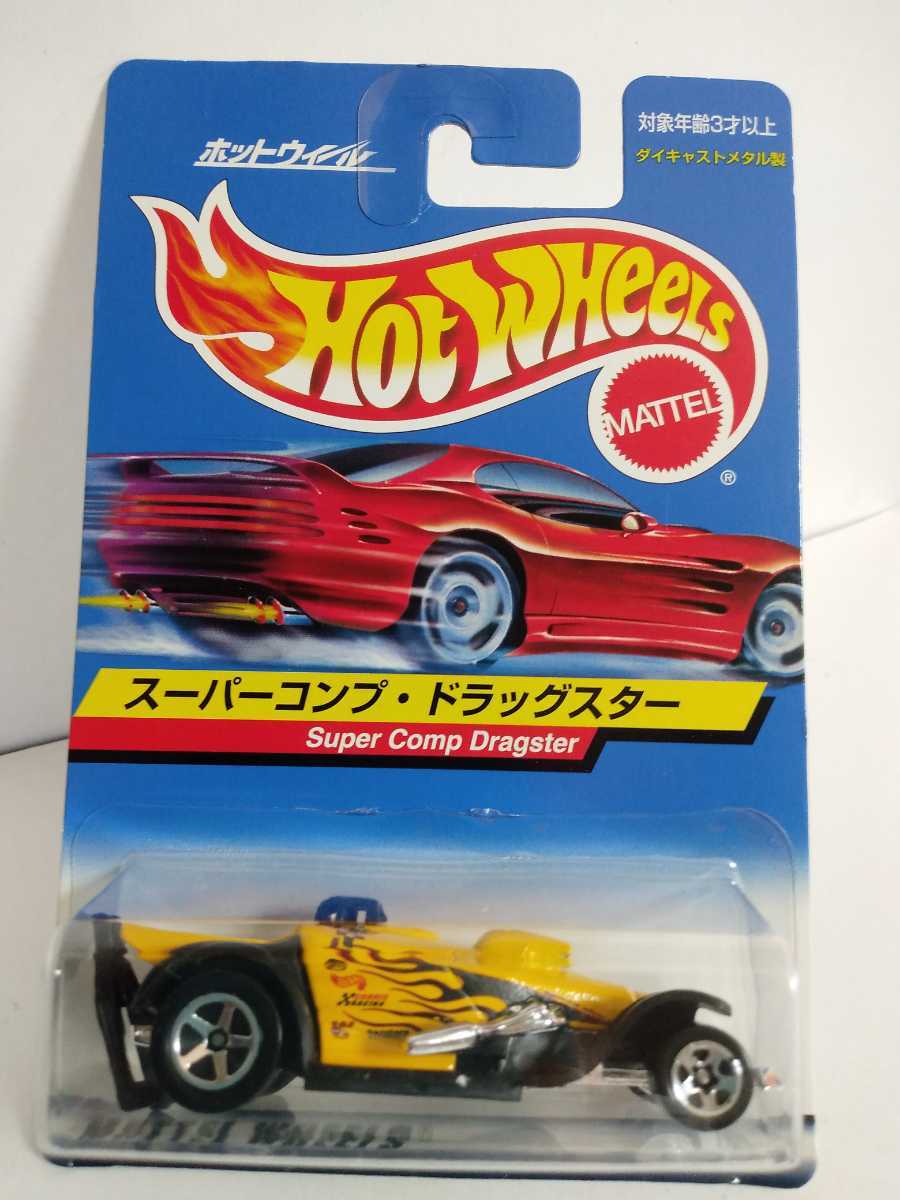 ホットウィール
対象年齢3才以上
ダイキャストメタル製
Hot Wheels
MATTEL
®
スーパーコンプ・ドラッグスター
Super Comp Dragster
MATTEL WHEELS